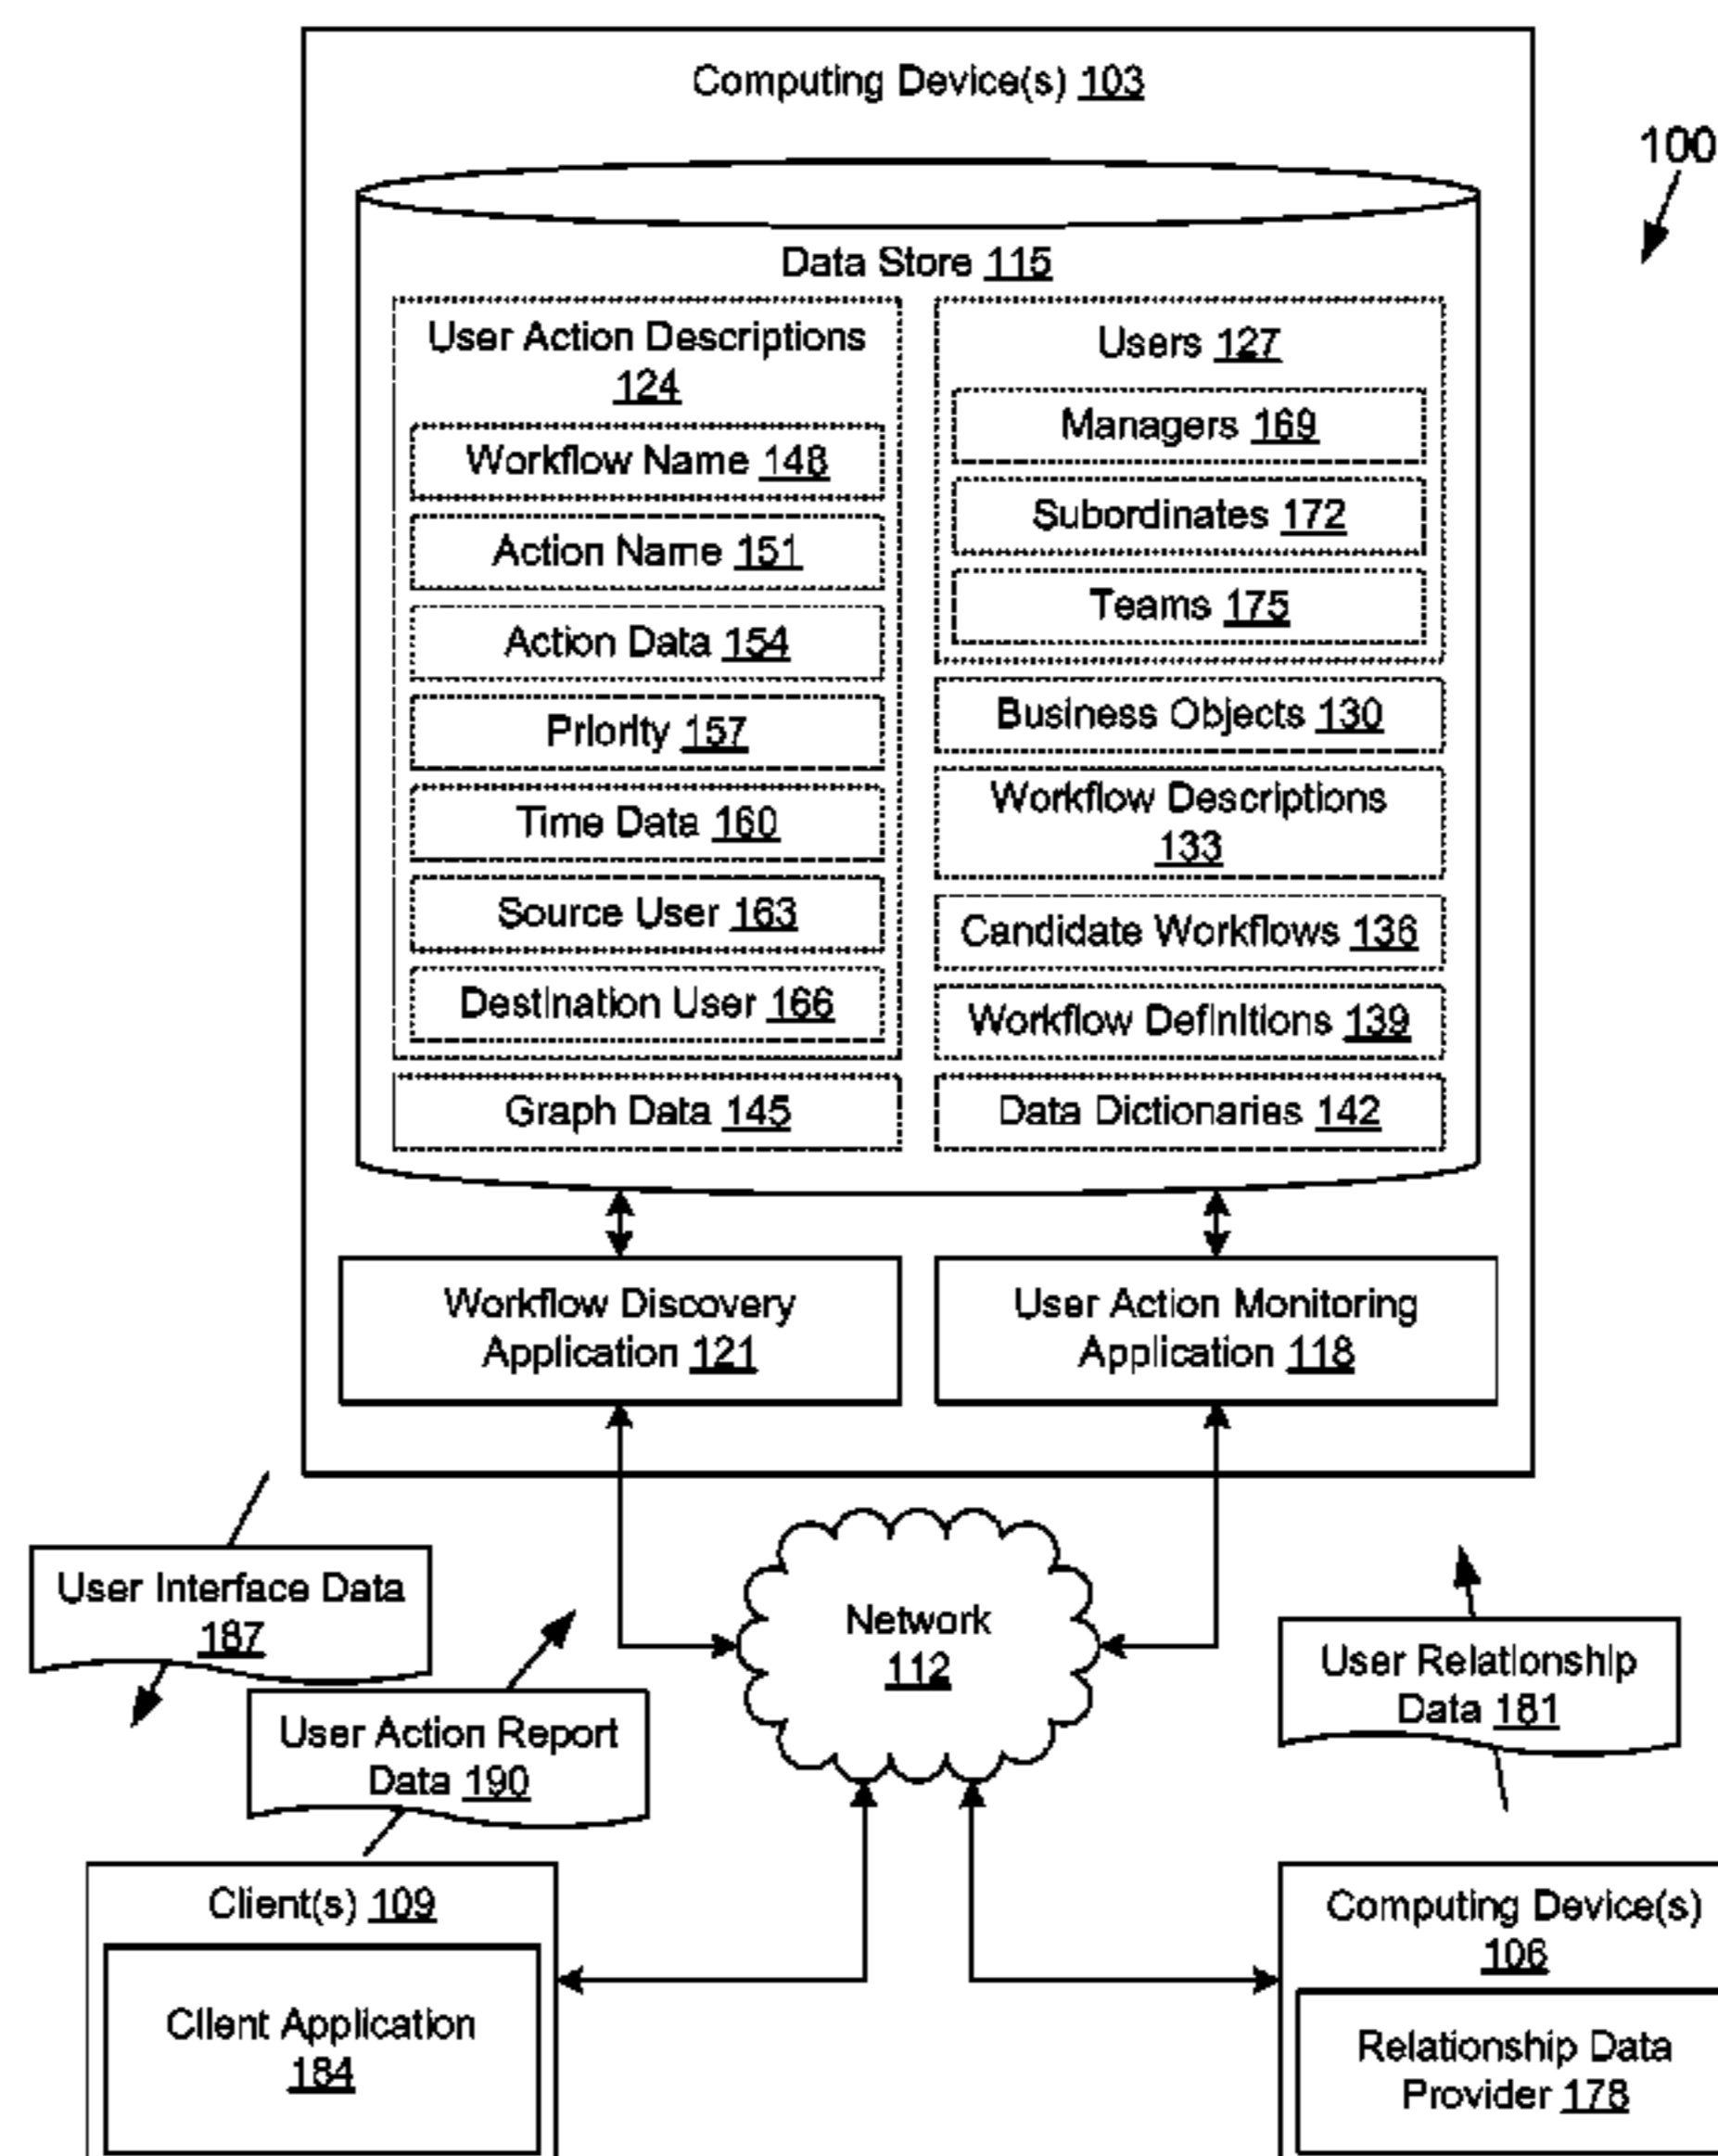 Computing Device(s) 103
100
Data Store 115
User Action Descriptions
124
Workflow Name 148
Action Name 151
Action Data 154
Priority 157
Time Data 160
Source User 163
Destination User 166
Graph Data 145
Users 127
Managers 169
Subordinates 172
Teams 175
Business Objects 130
Workflow Descriptions
133
Candidate Workflows 136
Workflow Definitions 139
Data Dictionaries 142
Workflow Discovery
Application 121
User Action Monitoring
Application 118
User Interface Data
187
User Action Report
Data 190
Network
112
User Relationship
Data 181
Client(s) 109
Client Application
184
Computing Device(s)
106
Relationship Data
Provider 178